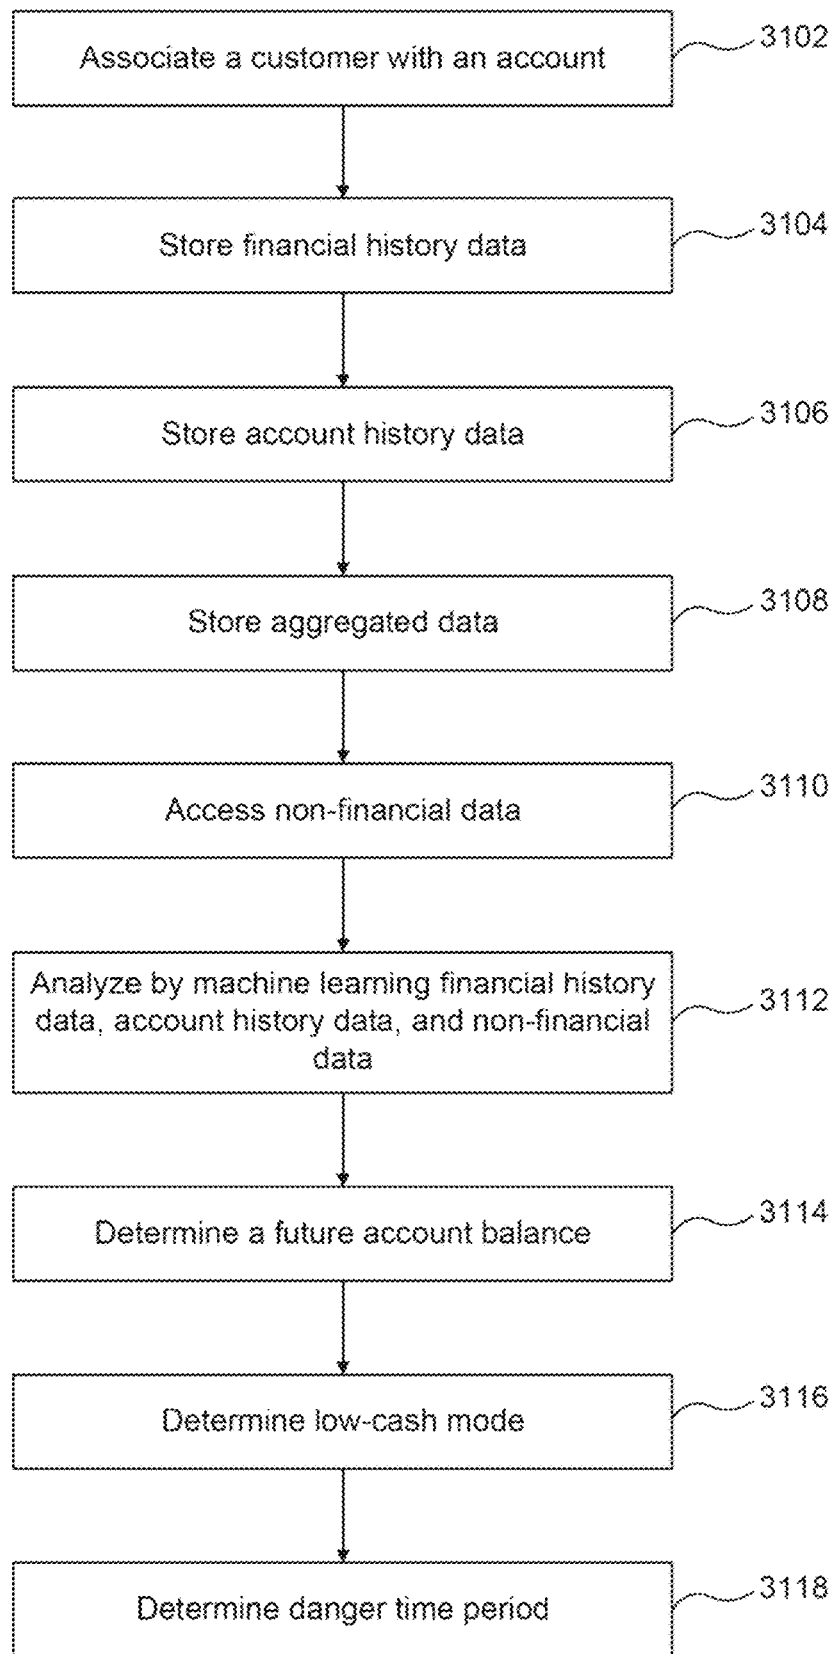 Associate a customer with an account
3102
Store financial history data
3104
Store account history data
3106
Store aggregated data
3108
Access non-financial data
3110
Analyze by machine learning financial history
data, account history data, and non-financial
data
3112
Determine a future account balance
3114
Determine low-cash mode
3116
Determine danger time period
3118